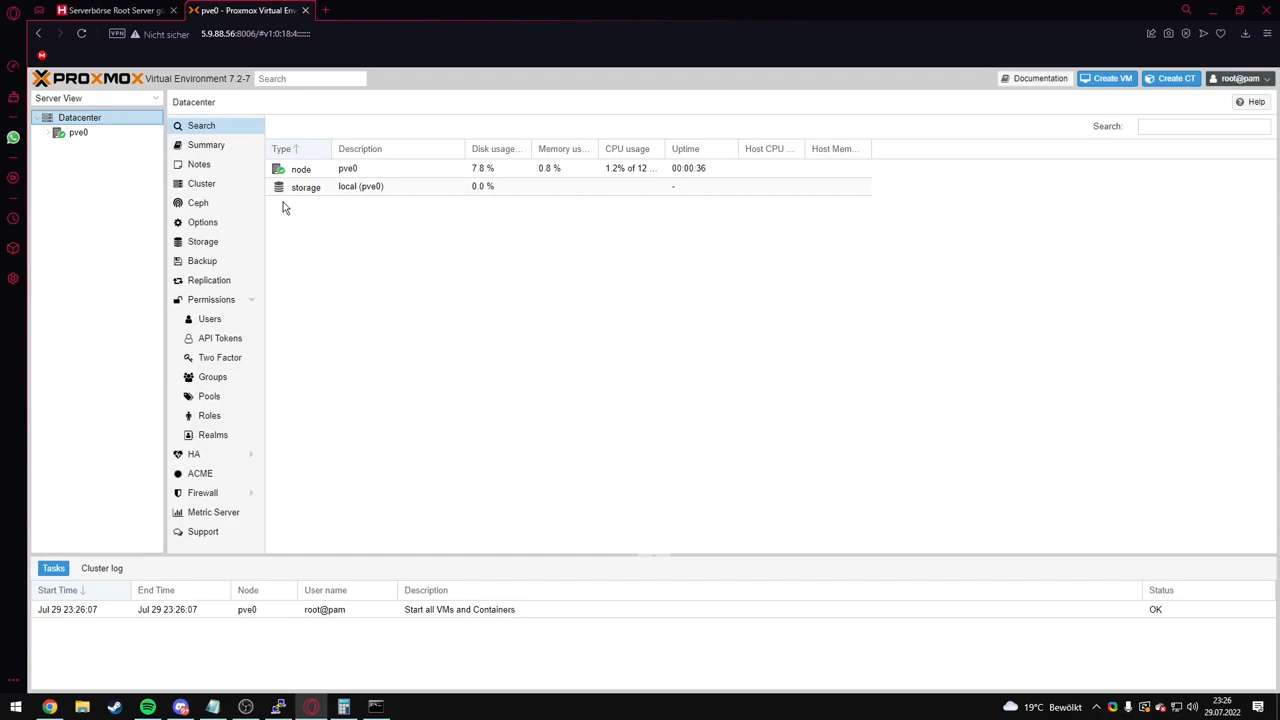 Serverbörse Root Server gü
pve0 - Proxmox Virtual Env
VPN Nicht sicher 5.9.88.56:8006/#v1:0:18:4::::::
PROXMOX Virtual Environment 7.2-7 Search Documentation Create VM Create CT root@pam
Server View Datacenter Help
Datacenter
pve0
Search
Summary
Notes
Cluster
Ceph
Options
Storage
Backup
Replication
Permissions
Users
API Tokens
Two Factor
Groups
Pools
Roles
Realms
HA
ACME
Firewall
Metric Server
Support
Search:
Type Description Disk usage... Memory us... CPU usage Uptime Host CPU ... Host Mem...
node pve0 7.8 % 0.8 % 1.2% of 12 ... 00:00:36
storage local (pve0) 0.0 % -
Tasks Cluster log
Start Time End Time Node User name Description Status
Jul 29 23:26:07 Jul 29 23:26:07 pve0 root@pam Start all VMs and Containers OK
19°C Bewölkt
23:26
29.07.2022